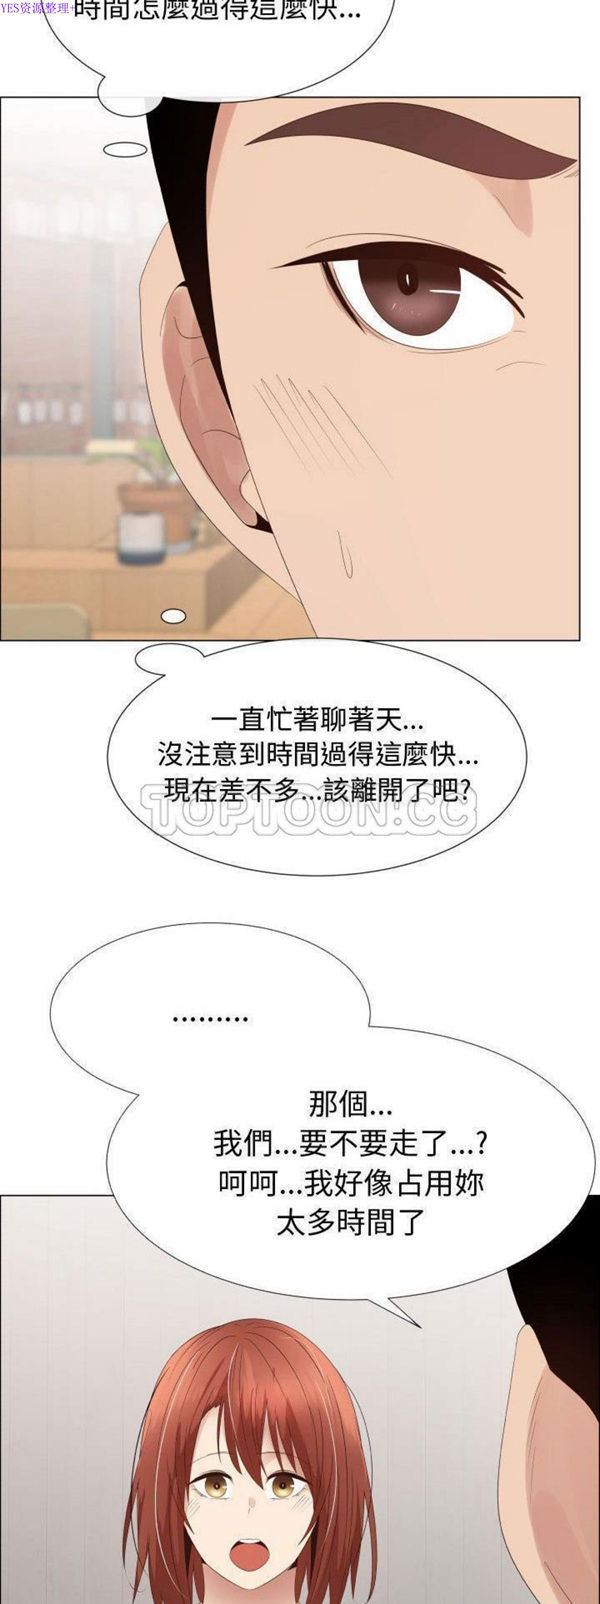 YES资源整理+
時間怎麼過得這麼快...
一直忙著聊著天...
沒注意到時間過得這麼快...
現在差不多...該離開了吧?
TOPTOON.CC
.........
那個...
我們...要不要走了...?
呵呵...我好像占用妳
太多時間了